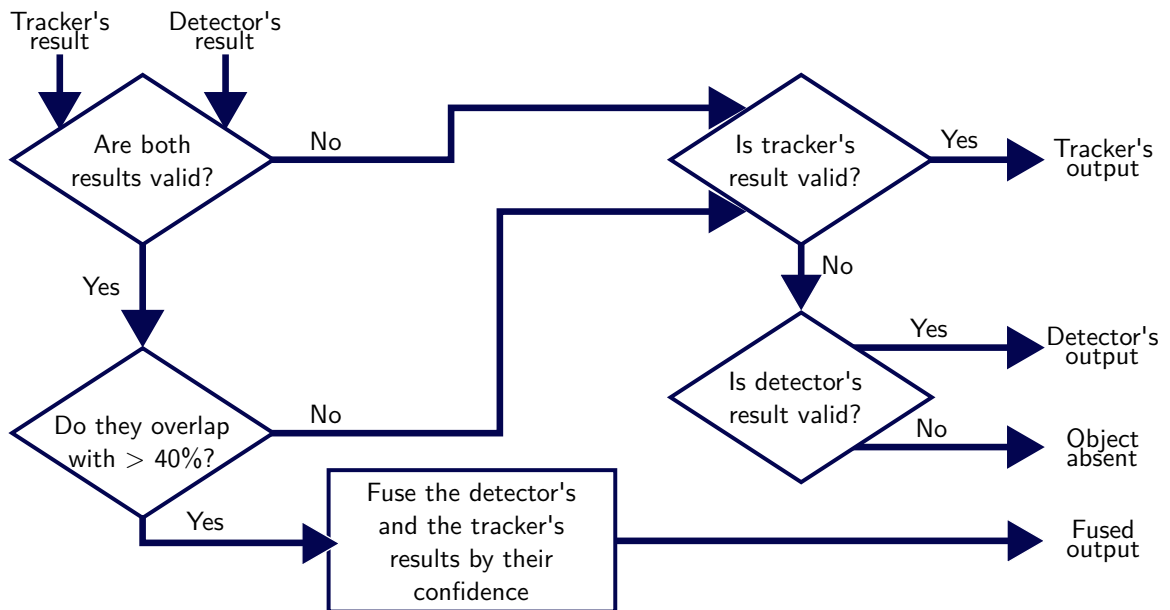 Tracker's
result
Detector's
result
Are both
results valid?
No
Is tracker's
result valid?
Yes
Tracker's
output
Yes
No
Do they overlap
with > 40%?
No
Is detector's
result valid?
Yes
Detector's
output
No
Object
absent
Yes
Fuse the detector's
and the tracker's
results by their
confidence
Fused
output